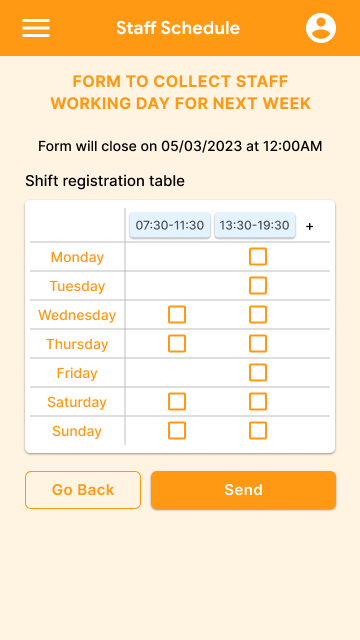 Staff Schedule
FORM TO COLLECT STAFF
WORKING DAY FOR NEXT WEEK
Form will close on 05/03/2023 at 12:00AM
Shift registration table
07:30-11:30 13:30-19:30 +
Monday
Tuesday
Wednesday
Thursday
Friday
Saturday
Sunday
Go Back Send